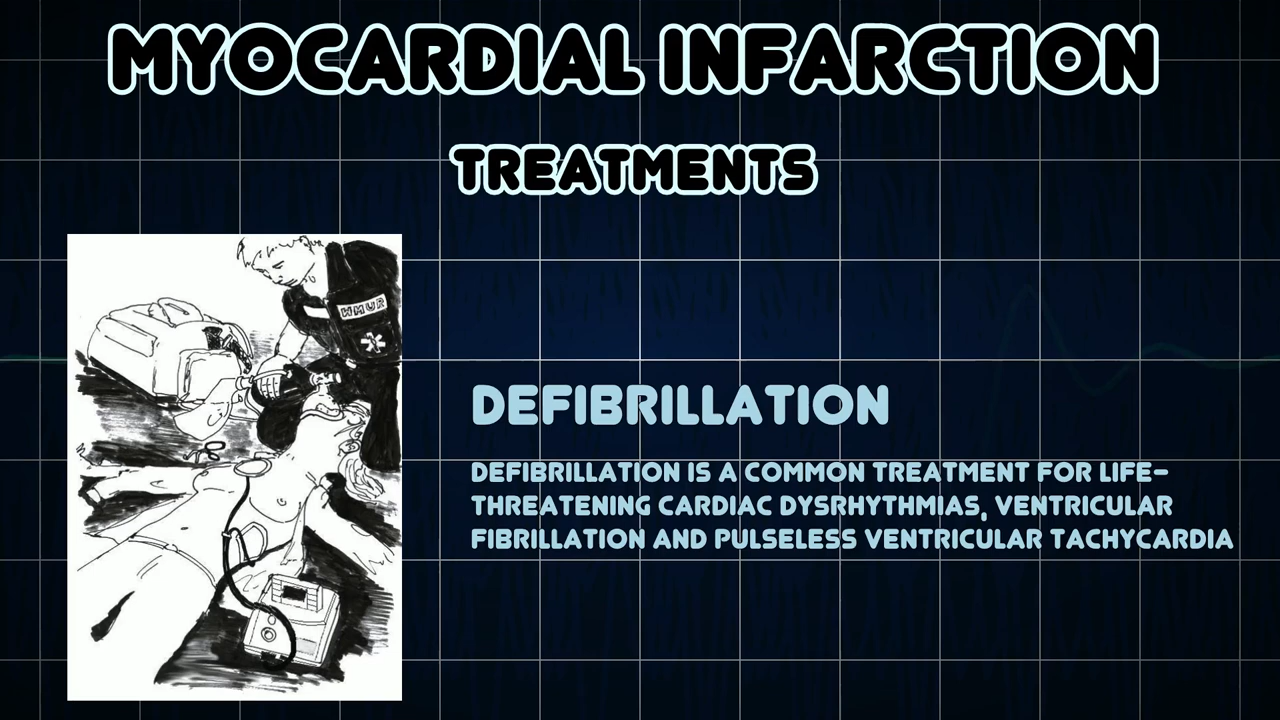 MYOCARDIAL INFARCTION
TREATMENTS
WMUR
DEFIBRILLATION
DEFIBRILLATION IS A COMMON TREATMENT FOR LIFE-
THREATENING CARDIAC DYSRHYTHMIAS, VENTRICULAR
FIBRILLATION AND PULSELESS VENTRICULAR TACHYCARDIA